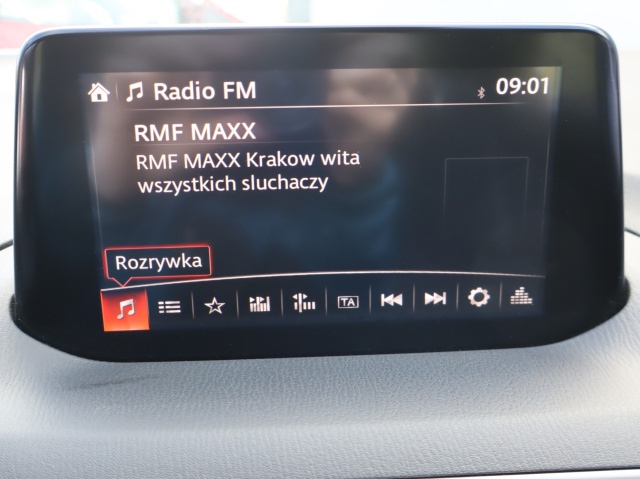 Radio FM
09:01
RMF MAXX
RMF MAXX Krakow wita
wszystkich sluchaczy
Rozrywka
TA